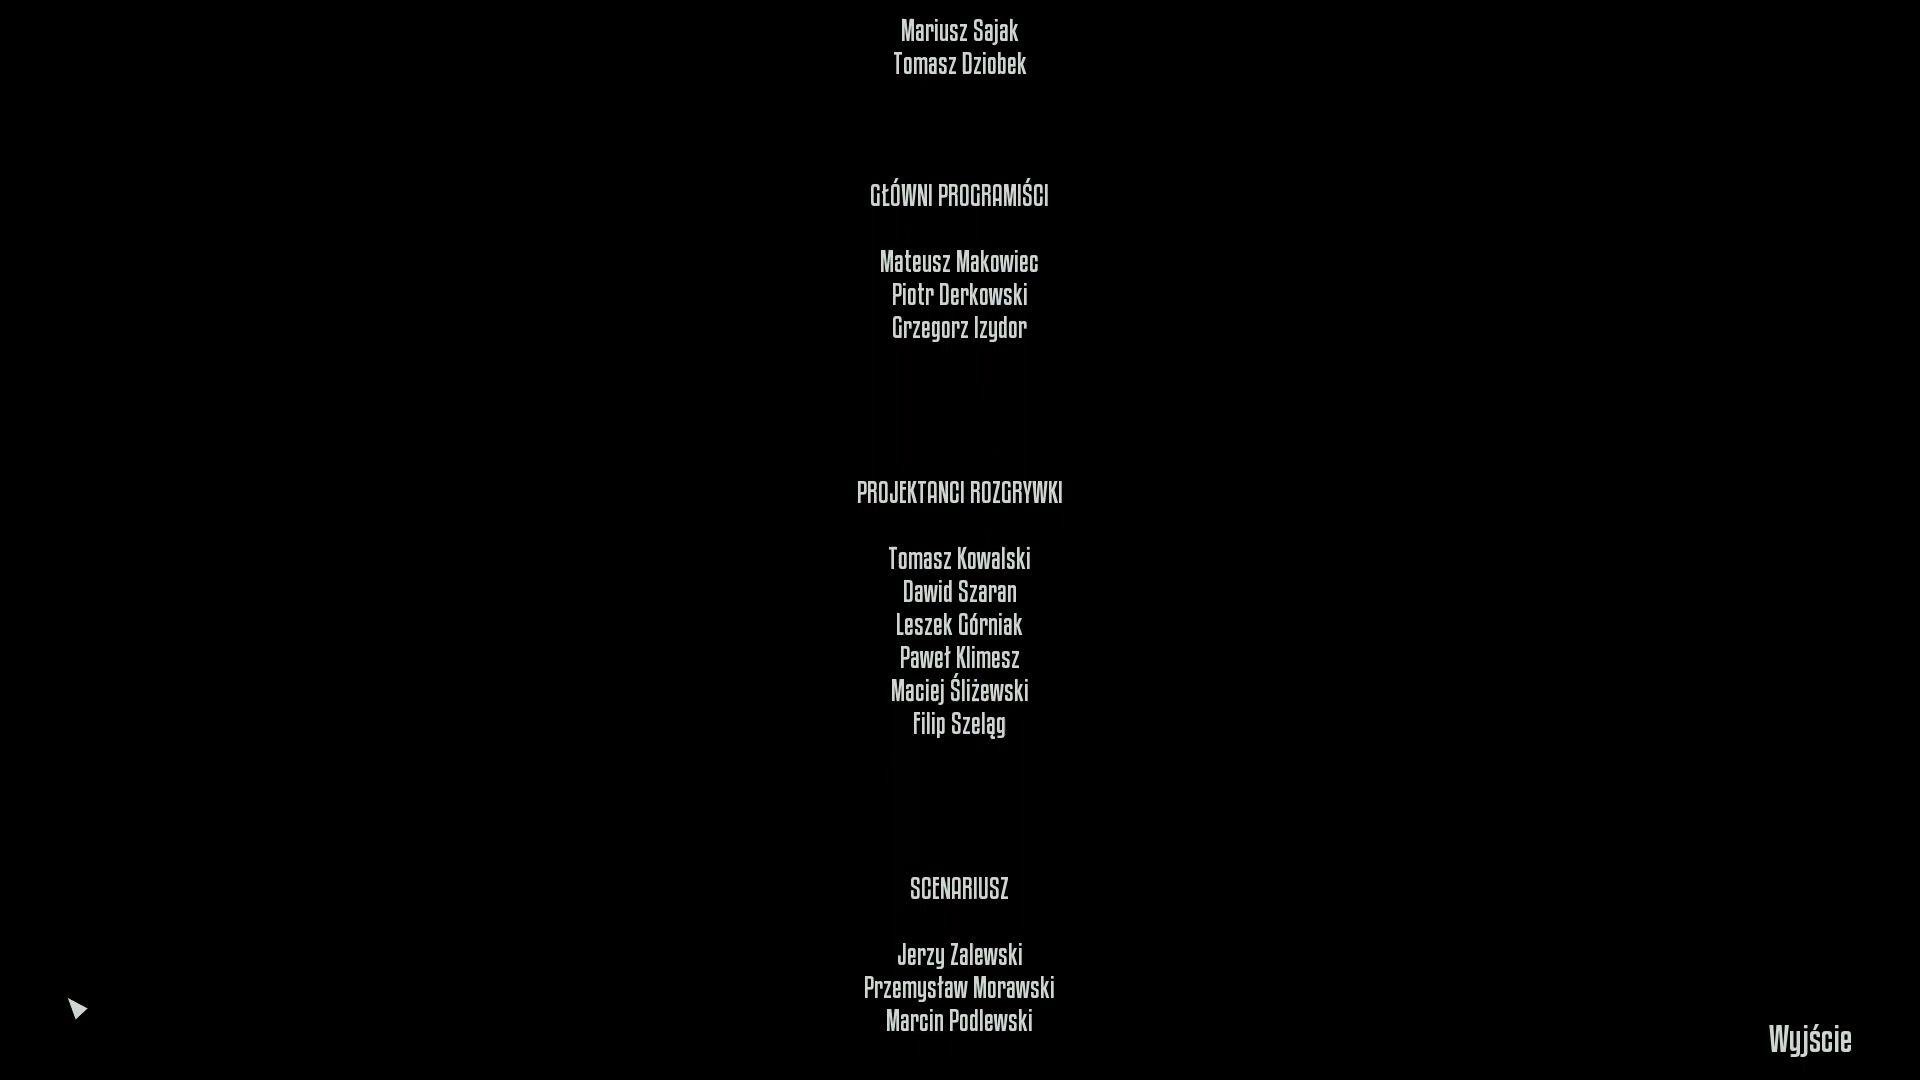 Mariusz Sajak
Tomasz Dziobek
GŁÓWNI PROGRAMIŚCI
Mateusz Makowiec
Piotr Derkowski
Grzegorz Izydor
PROJEKTANCI ROZGRYWKI
Tomasz Kowalski
Dawid Szaran
Leszek Górniak
Paweł Klimesz
Maciej Śliżewski
Filip Szeląg
SCENARIUSZ
Jerzy Zalewski
Przemysław Morawski
Marcin Podlewski
Wyjście